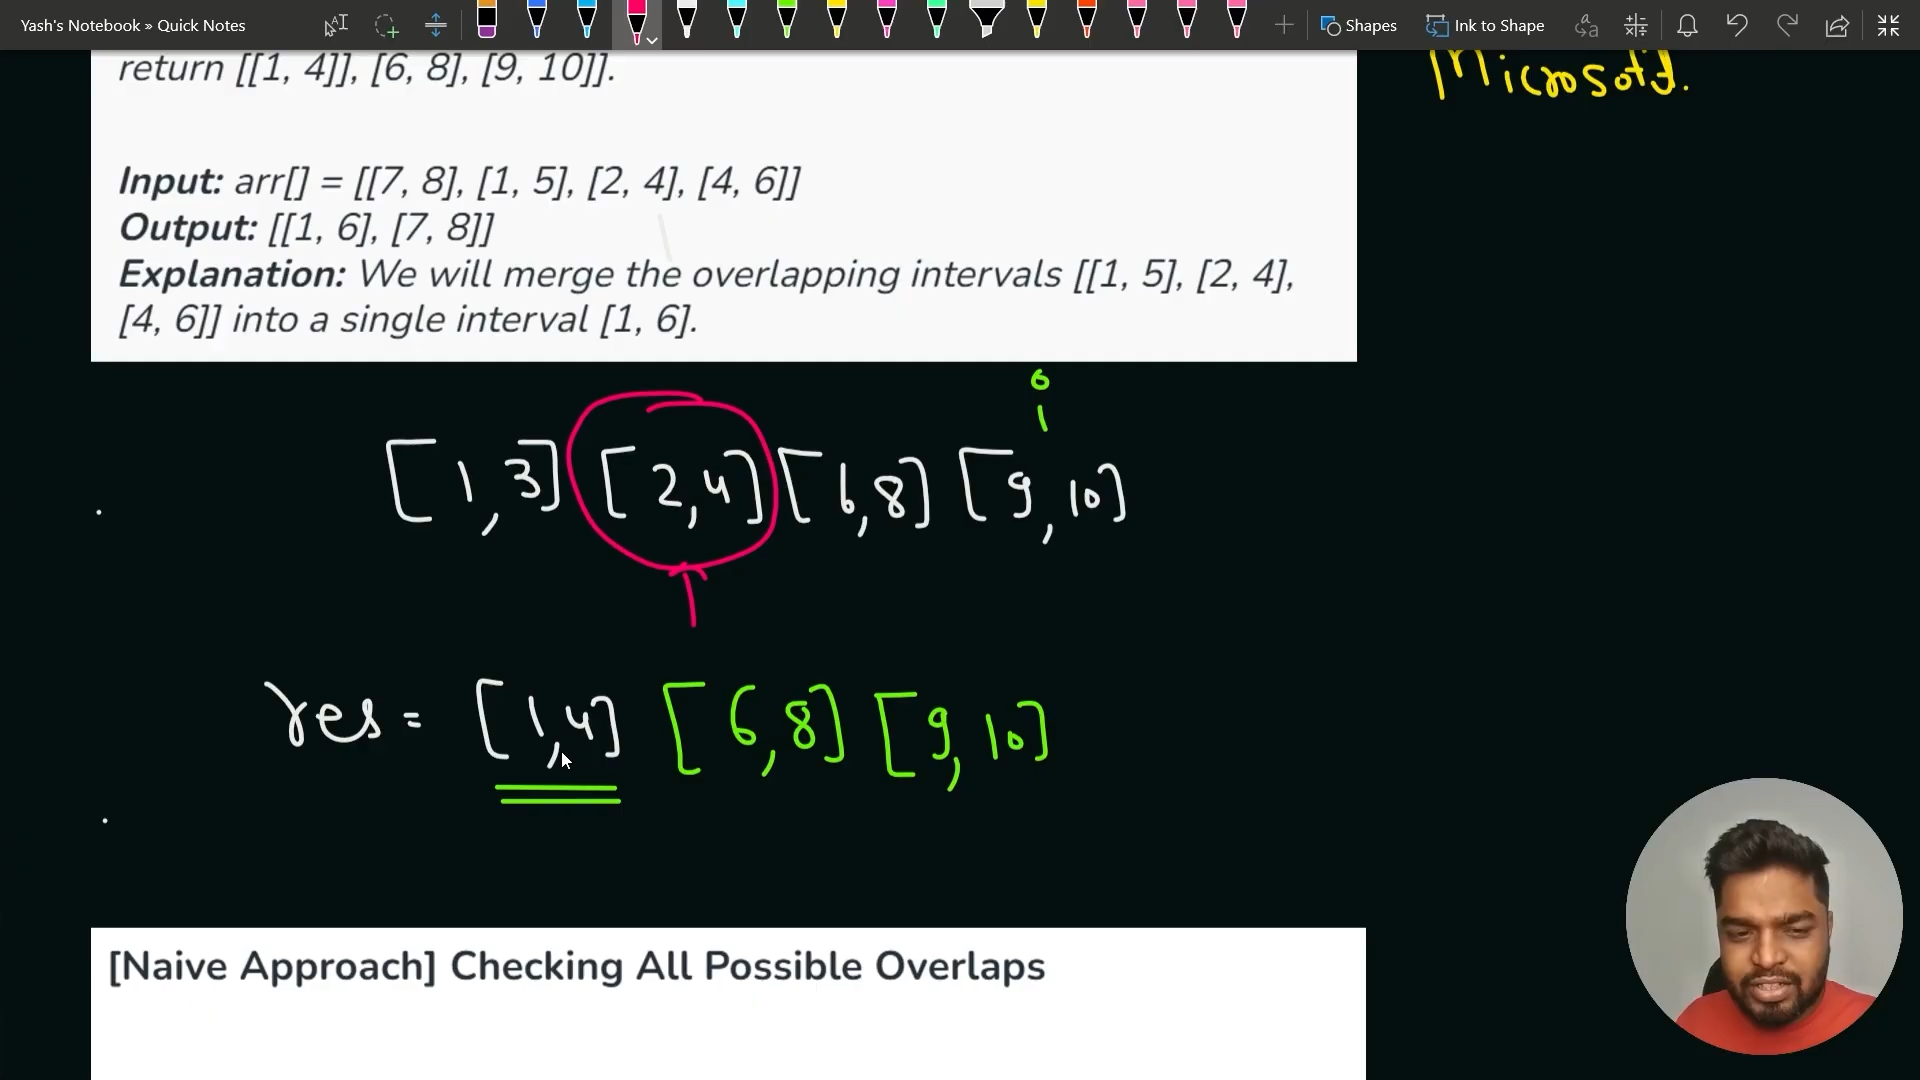 Yash's Notebook » Quick Notes
Shapes
Ink to Shape
return [[1, 4]], [6, 8], [9, 10]].
Microsoft.
Input: arr[] = [[7, 8], [1, 5], [2, 4], [4, 6]]
Output: [[1, 6], [7, 8]]
Explanation: We will merge the overlapping intervals [[1, 5], [2, 4],
[4, 6]] into a single interval [1, 6].
[1,3] [2,4] [6,8] [9,10]
res = [1,4] [6,8] [9,10]
[Naive Approach] Checking All Possible Overlaps